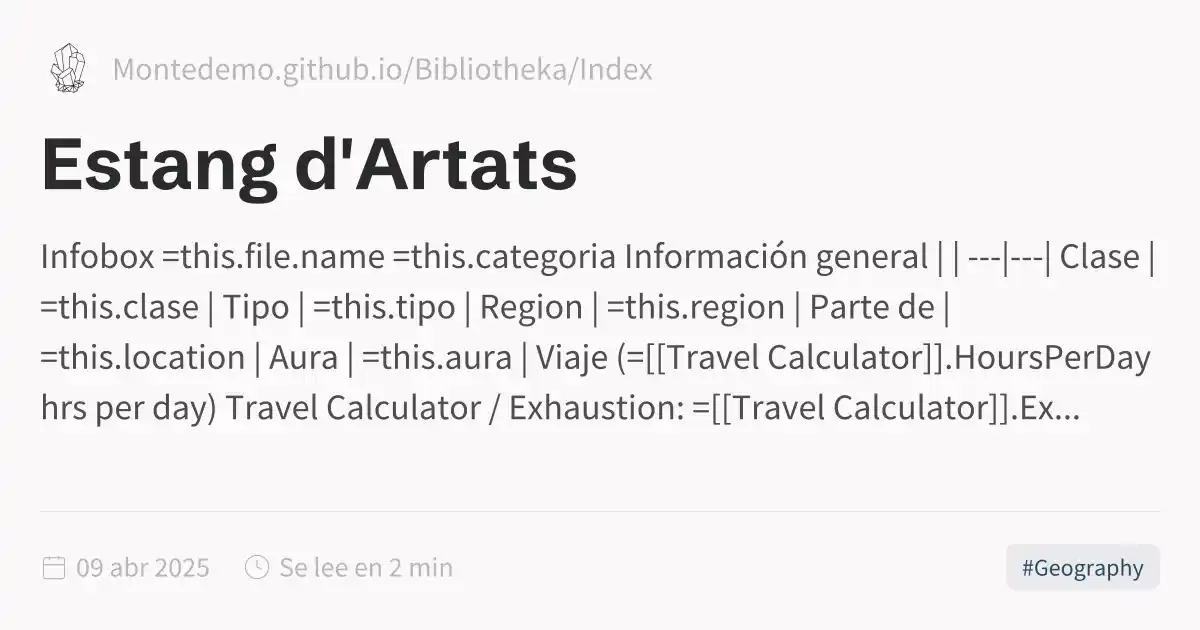 Montedemo.github.io/Bibliotheka/Index
Estang d'Artats
Infobox =this.file.name =this.categoria Información general | | ---|---| Clase |
=this.clase | Tipo | =this.tipo | Region | =this.region | Parte de |
=this.location | Aura | =this.aura | Viaje (=[[Travel Calculator]].HoursPerDay
hrs per day) Travel Calculator / Exhaustion: =[[Travel Calculator]].Ex...
09 abr 2025 Se lee en 2 min #Geography